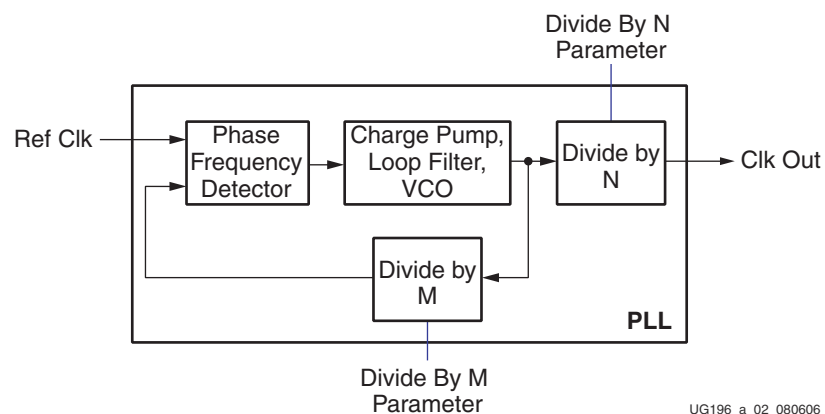 Divide By N
Parameter
Ref Clk
Phase
Frequency
Detector
Charge Pump,
Loop Filter,
VCO
Divide by
N
Clk Out
Divide by
M
PLL
Divide By M
Parameter
UG196_a_02_080606